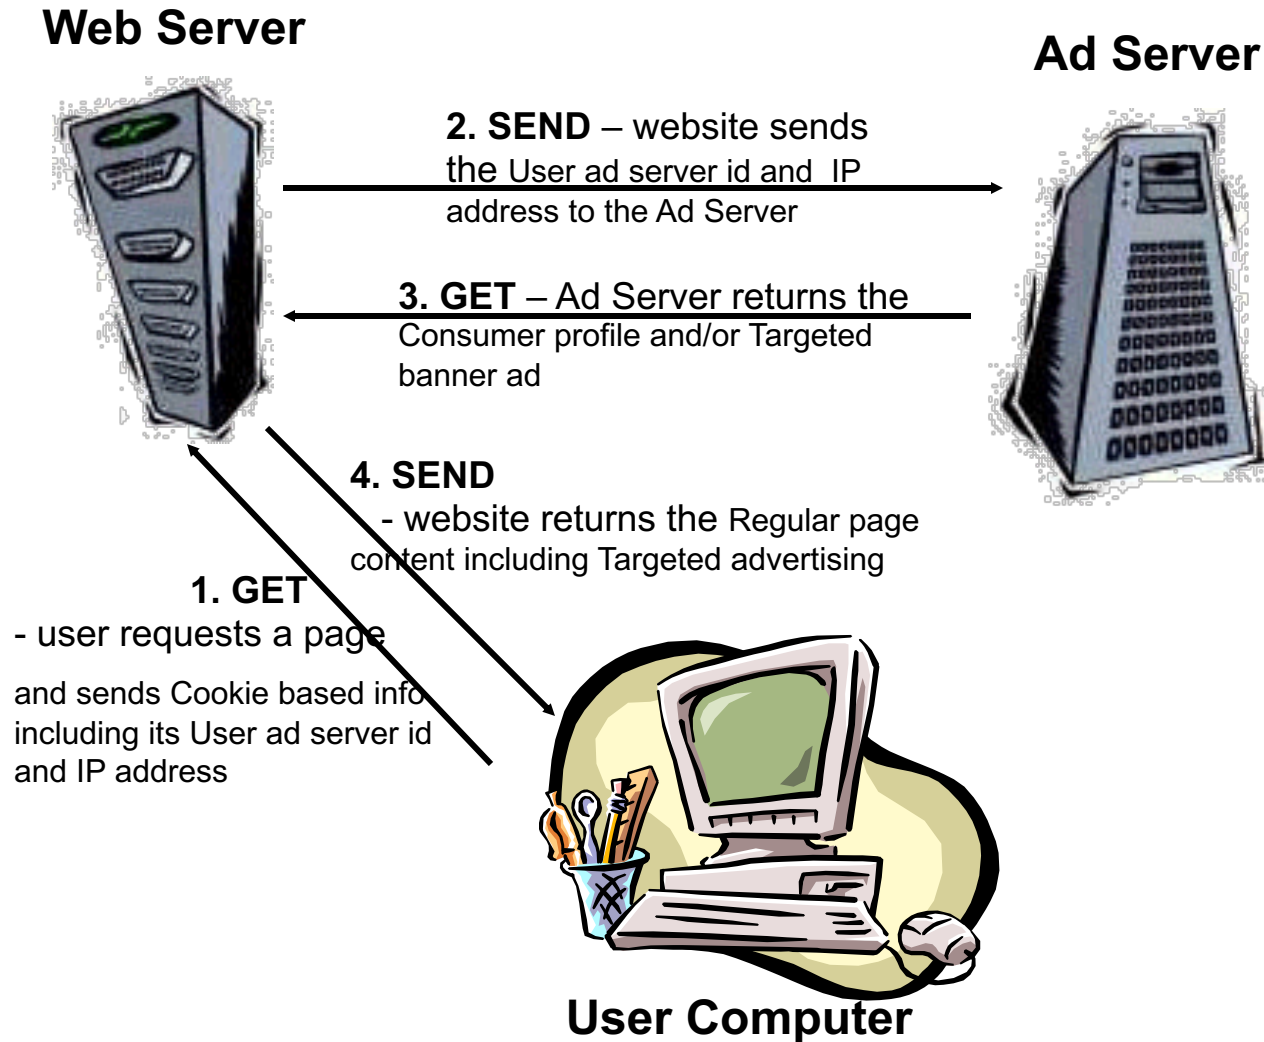 Web Server
Ad Server
2. SEND – website sends
the User ad server id and IP
address to the Ad Server
3. GET – Ad Server returns the
Consumer profile and/or Targeted
banner ad
4. SEND
- website returns the Regular page
content including Targeted advertising
1. GET
- user requests a page
and sends Cookie based info
including its User ad server id
and IP address
User Computer